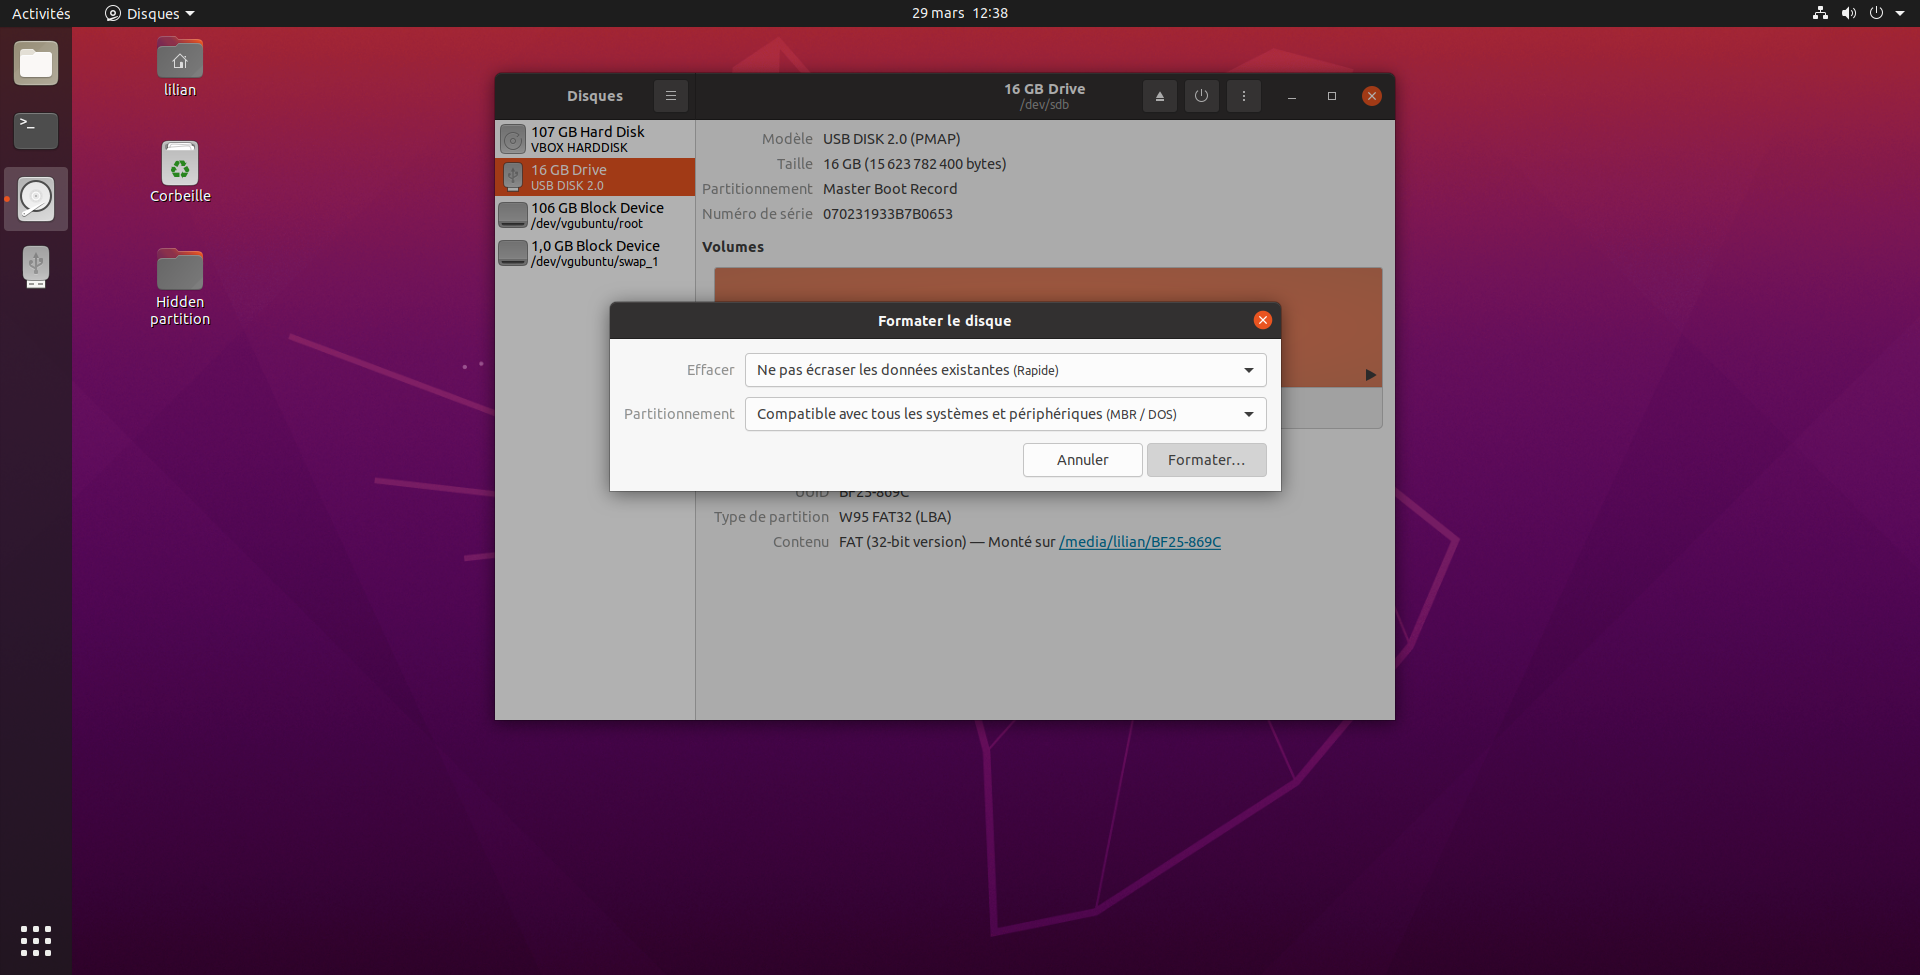 Activités
Disques
29 mars 12:38
lilian
Corbeille
Hidden
partition
Disques
16 GB Drive
/dev/sdb
107 GB Hard Disk
VBOX HARDDISK
16 GB Drive
USB DISK 2.0
106 GB Block Device
/dev/vgubuntu/root
1,0 GB Block Device
/dev/vgubuntu/swap_1
Modèle USB DISK 2.0 (PMAP)
Taille 16 GB (15 623 782 400 bytes)
Partitionnement Master Boot Record
Numéro de série 070231933B7B0653
Volumes
Formater le disque
Effacer Ne pas écraser les données existantes (Rapide)
Partitionnement Compatible avec tous les systèmes et périphériques (MBR / DOS)
Annuler Formater...
UUID BF25-869C
Type de partition W95 FAT32 (LBA)
Contenu FAT (32-bit version) — Monté sur /media/lilian/BF25-869C